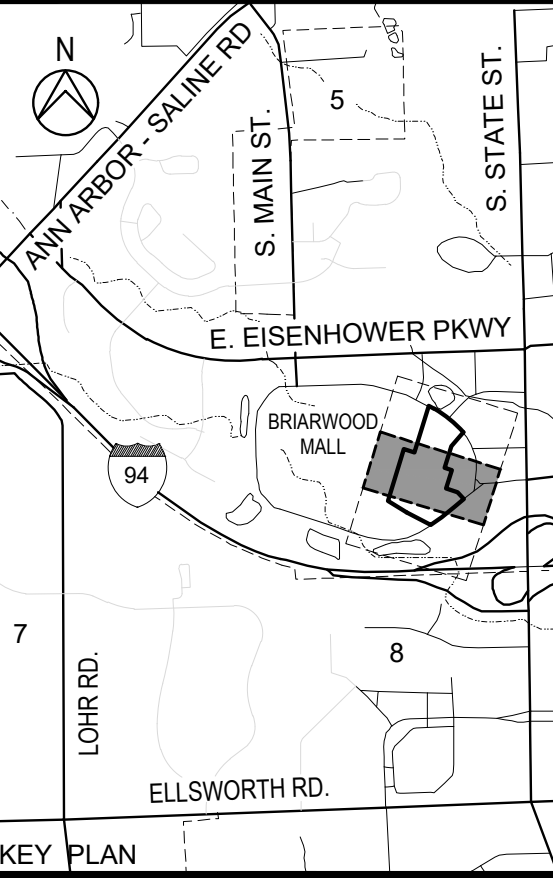 N
ANN ARBOR - SALINE RD
5
S. MAIN ST.
S. STATE ST.
E. EISENHOWER PKWY
BRIARWOOD
MALL
94
7
8
LOHR RD.
ELLSWORTH RD.
KEY PLAN